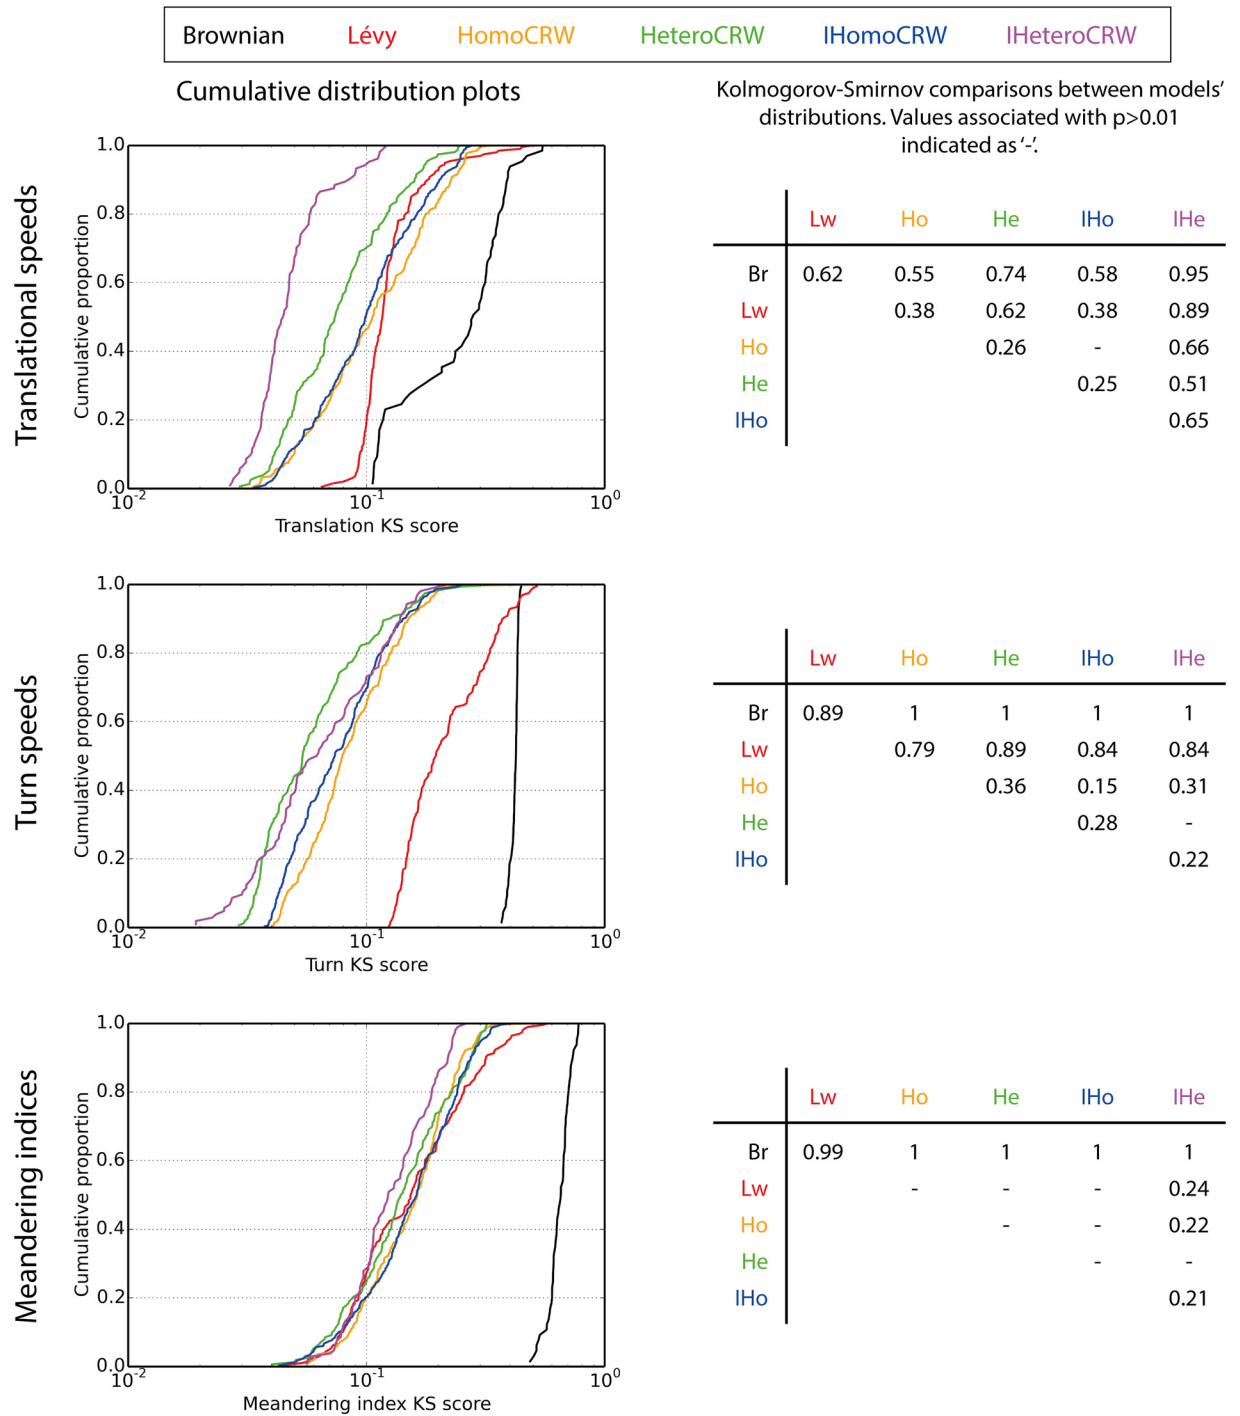 Brownian Lévy HomoCRW HeteroCRW IHomoCRW IHeteroCRW
Cumulative distribution plots
Kolmogorov-Smirnov comparisons between models'
distributions. Values associated with p>0.01
indicated as '-'.
Translational speeds
Cumulative proportion
1.0
0.8
0.6
0.4
0.2
0.0
10-2 10-1 100
Translation KS score
Lw Ho He IHo IHe
Br 0.62 0.55 0.74 0.58 0.95
Lw 0.38 0.62 0.38 0.89
Ho 0.26 - 0.66
He 0.25 0.51
IHo 0.65
Turn speeds
Cumulative proportion
1.0
0.8
0.6
0.4
0.2
0.0
10-2 10-1 100
Turn KS score
Lw Ho He IHo IHe
Br 0.89 1 1 1 1
Lw 0.79 0.89 0.84 0.84
Ho 0.36 0.15 0.31
He 0.28 -
IHo 0.22
Meandering indices
Cumulative proportion
1.0
0.8
0.6
0.4
0.2
0.0
10-2 10-1 100
Meandering index KS score
Lw Ho He IHo IHe
Br 0.99 1 1 1 1
Lw - - - 0.24
Ho - - 0.22
He - -
IHo 0.21